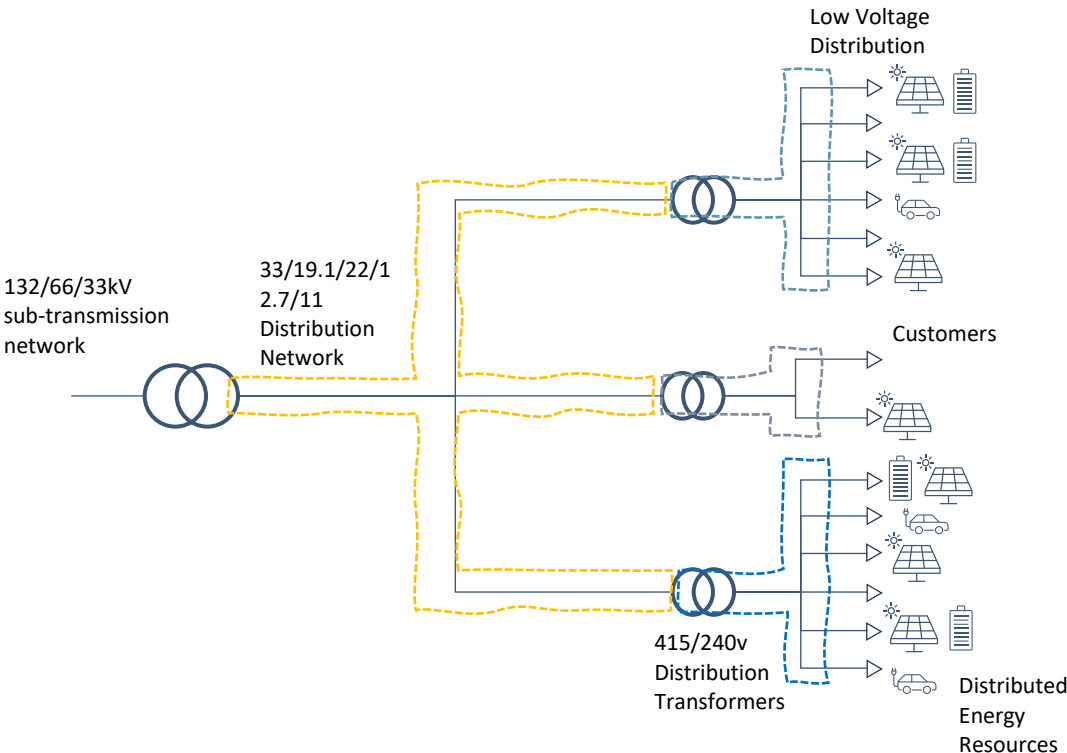 Low Voltage
Distribution
132/66/33kV
sub-transmission
network
33/19.1/22/1
2.7/11
Distribution
Network
Customers
415/240v
Distribution
Transformers
Distributed
Energy
Resources